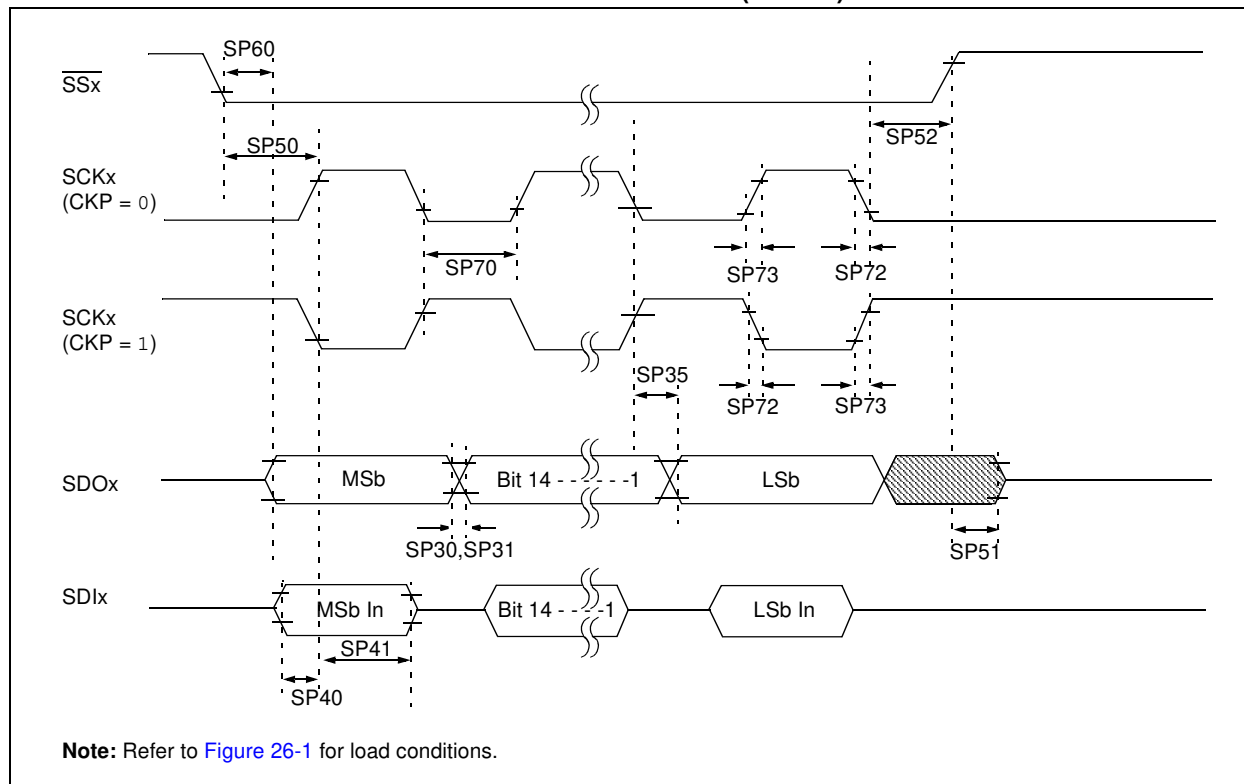 SP60
SSx
SP52
SP50
SCKx
(CKP = 0)
SP70
SP73
SP72
SCKx
(CKP = 1)
SP35
SP72
SP73
SDOx
MSb
Bit 14 - - - - - -1
LSb
SP30,SP31
SP51
SDIx
MSb In
Bit 14 - - - -1
LSb In
SP41
SP40
Note: Refer to Figure 26-1 for load conditions.